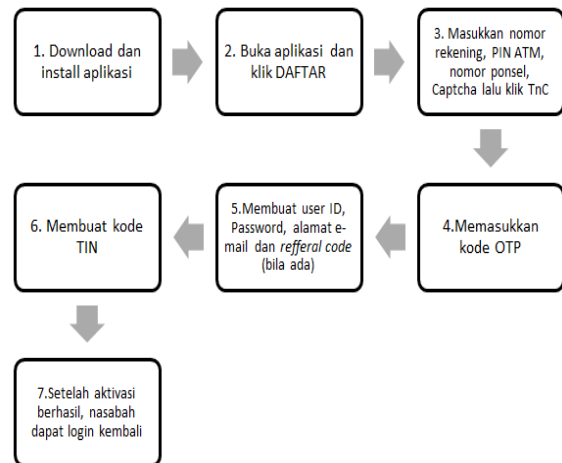 1. Download dan
install aplikasi
2. Buka aplikasi dan
klik DAFTAR
3. Masukkan nomor
rekening, PIN ATM,
nomor ponsel,
Captcha lalu klik TnC
4.Memasukkan
kode OTP
5.Membuat user ID,
Password, alamat e-
mail dan refferal code
(bila ada)
6. Membuat kode
TIN
7.Setelah aktivasi
berhasil, nasabah
dapat login kembali